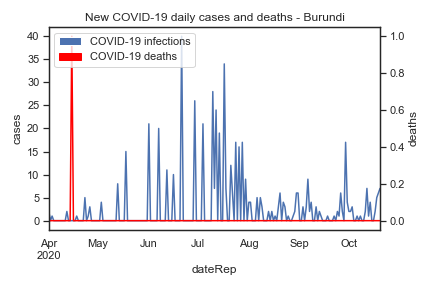 New COVID-19 daily cases and deaths - Burundi
COVID-19 infections
COVID-19 deaths
40
35
30
25
20
15
10
5
0
cases
1.0
0.8
0.6
0.4
0.2
0.0
deaths
Apr
2020
May
Jun
Jul
Aug
Sep
Oct
dateRep